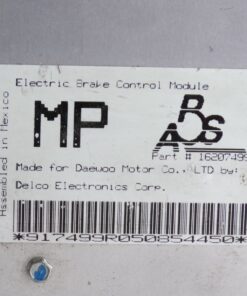 Electric Brake Control Module
MP
ABS
Part # 16207499
Made for Daewoo Motor Co., LTD by:
Delco Electronics Corp.
*917499R050854450*
Assembled in Mexico